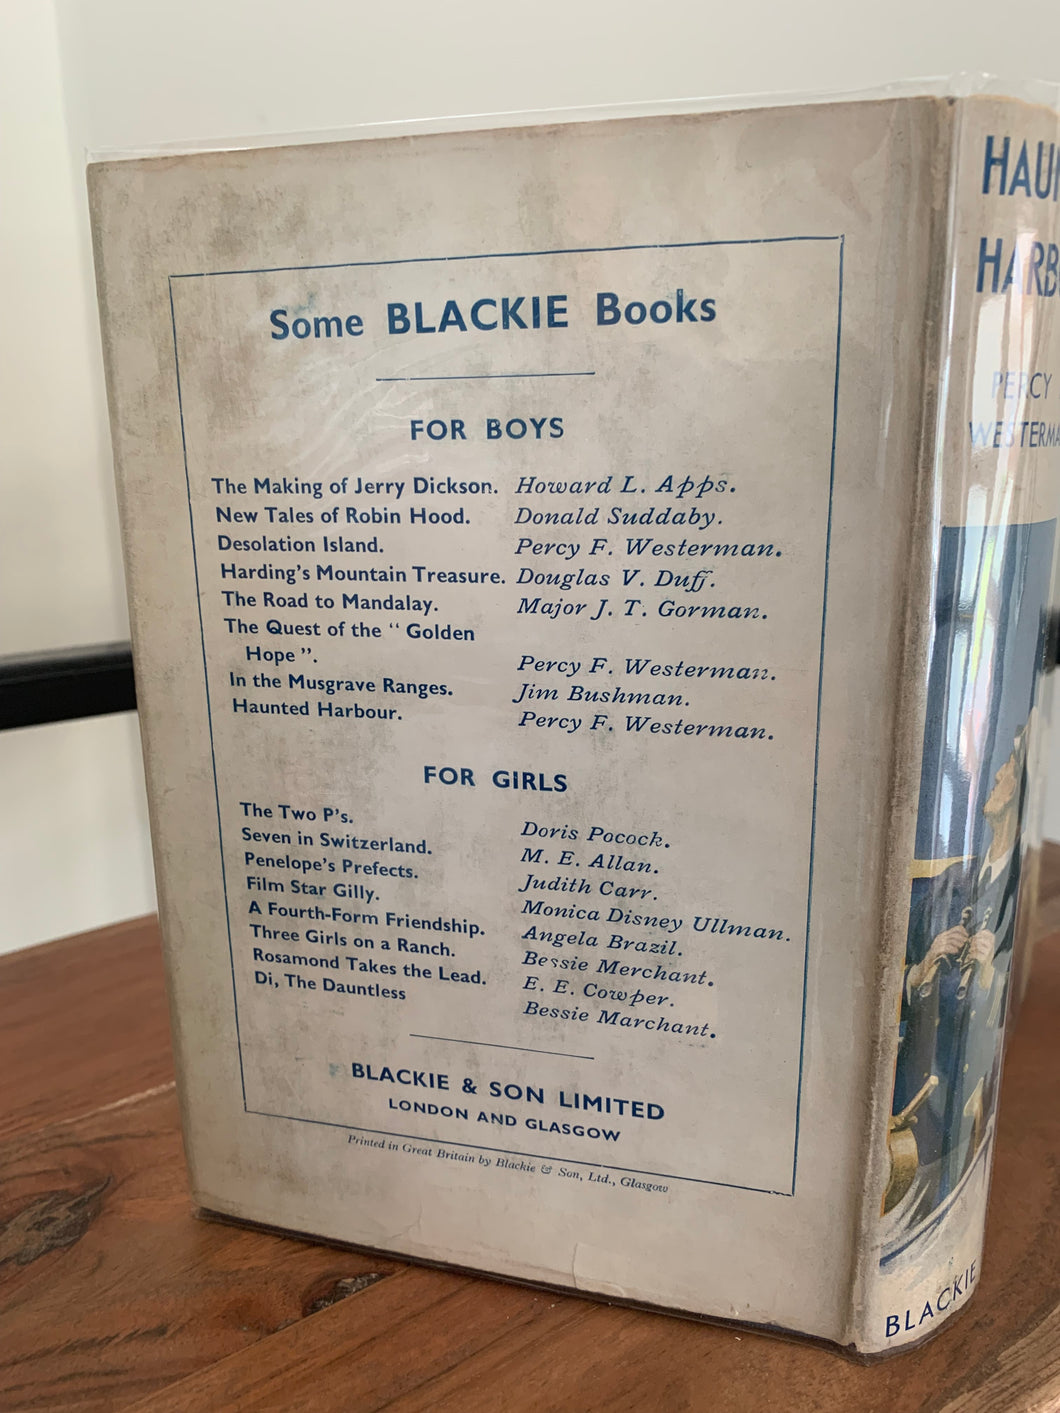 Some BLACKIE Books
FOR BOYS
The Making of Jerry Dickson. Howard L. Apps.
New Tales of Robin Hood. Donald Suddaby.
Desolation Island. Percy F. Westerman.
Harding's Mountain Treasure. Douglas V. Duff.
The Road to Mandalay. Major J. T. Gorman.
The Quest of the “ Golden
Hope ”. Percy F. Westerman.
In the Musgrave Ranges. Jim Bushman.
Haunted Harbour. Percy F. Westerman.
FOR GIRLS
The Two P's. Doris Pocock.
Seven in Switzerland. M. E. Allan.
Penelope's Prefects. Judith Carr.
Film Star Gilly. Monica Disney Ullman.
A Fourth-Form Friendship. Angela Brazil.
Three Girls on a Ranch. Bessie Merchant.
Rosamond Takes the Lead. E. E. Cowper.
Di, The Dauntless Bessie Marchant.
BLACKIE & SON LIMITED
LONDON AND GLASGOW
Printed in Great Britain by Blackie & Son, Ltd., Glasgow
HAUN
HARBO
PERCY
WESTERMA
BLACKIE